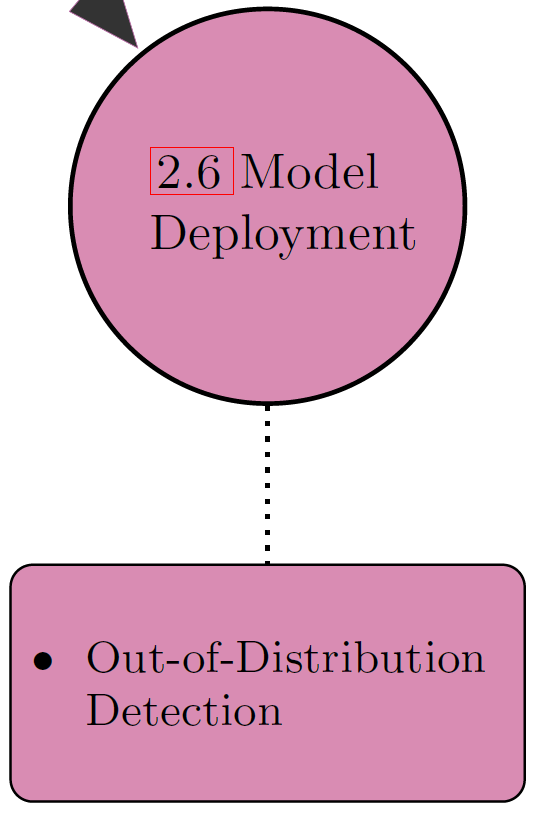 2.6 Model
Deployment
• Out-of-Distribution
Detection